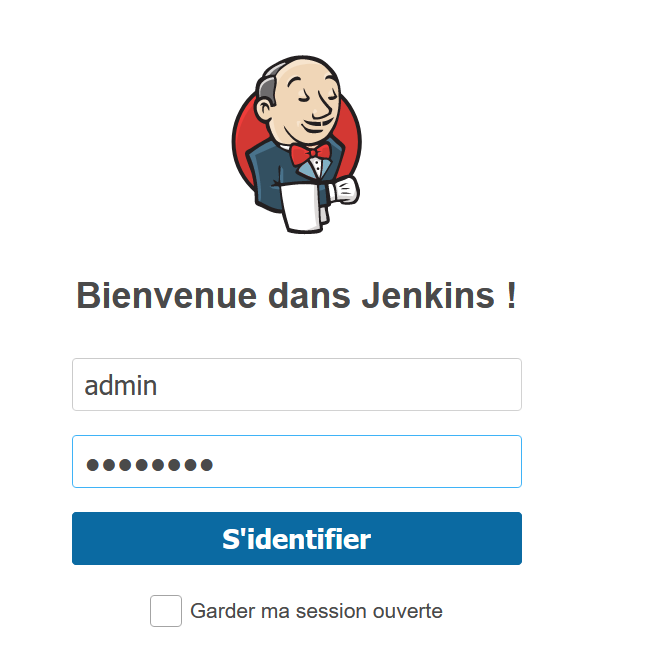 Bienvenue dans Jenkins !
admin
••••••••
S'identifier
Garder ma session ouverte